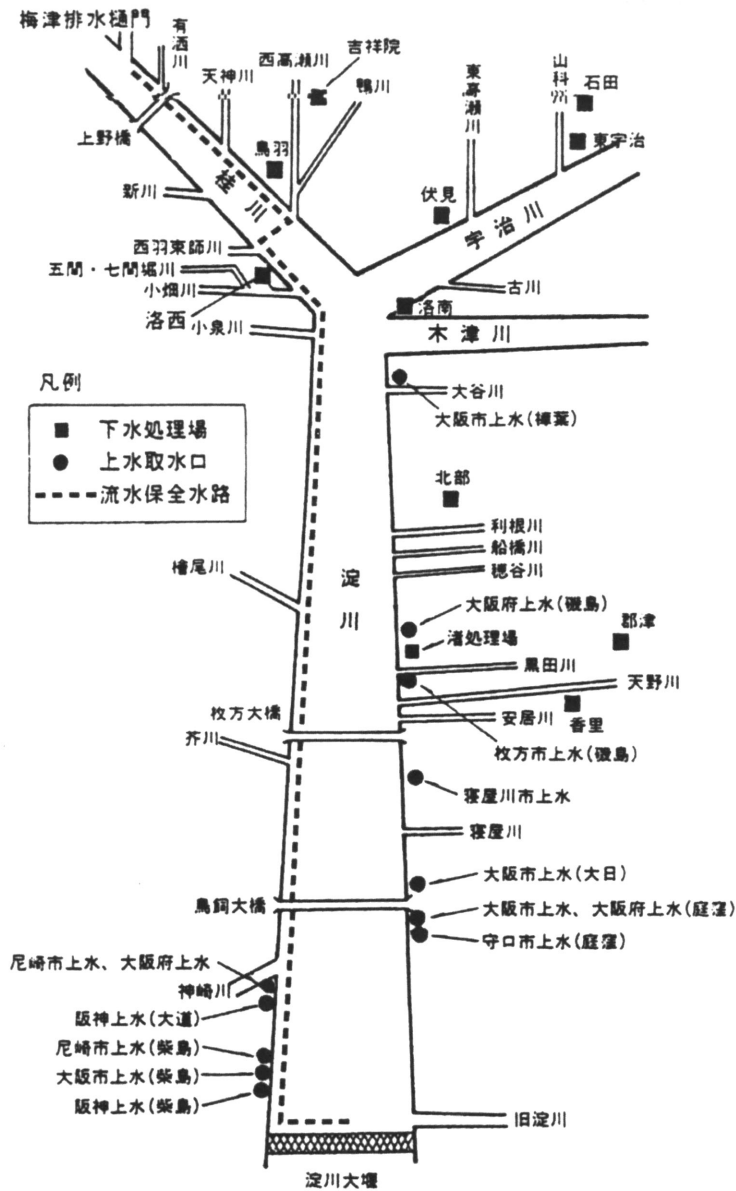 梅津排水樋門
有洒川
天神川
西高瀬川
吉祥院
鴨川
東高瀬川
山科川
石田
東宇治
上野橋
鳥羽
伏見
新川
桂川
宇治川
西羽束師川
五間・七間堀川
小畑川
洛西
小泉川
古川
洛南
木津川
凡例
下水処理場
上水取水口
流水保全水路
大谷川
大阪市上水(樟葉)
北部
利根川
船橋川
穂谷川
檜尾川
淀川
大阪府上水(磯島)
渚処理場
郡津
黒田川
天野川
安居川
香里
枚方大橋
芥川
枚方市上水(磯島)
寝屋川市上水
寝屋川
大阪市上水(大日)
鳥飼大橋
大阪市上水、大阪府上水(庭窪)
守口市上水(庭窪)
尼崎市上水、大阪府上水
神崎川
阪神上水(大道)
尼崎市上水(柴島)
大阪市上水(柴島)
阪神上水(柴島)
旧淀川
淀川大堰